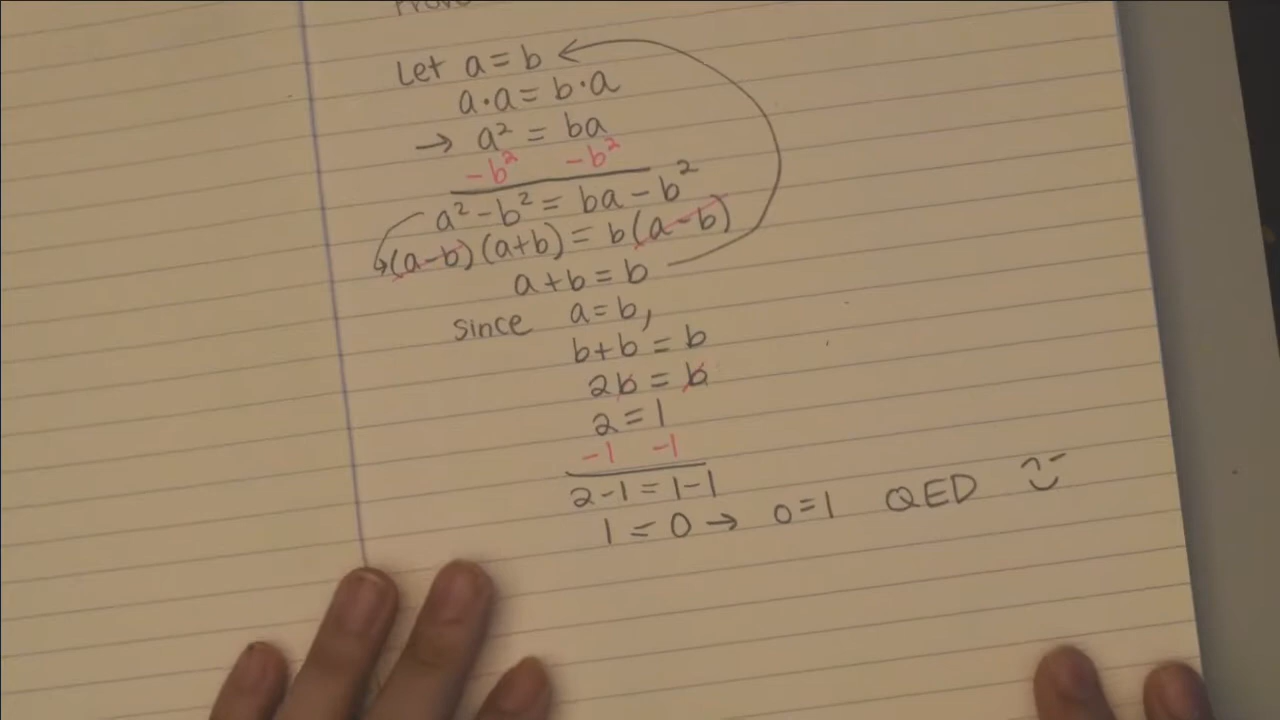 Let a = b
a·a = b·a
→ a² = ba
-b² -b²
a² - b² = ba - b²
(a-b)(a+b) = b(a-b)
a+b = b
since a=b,
b+b = b
2b = b
2 = 1
-1 -1
2-1 = 1-1
1 = 0 → 0=1 QED